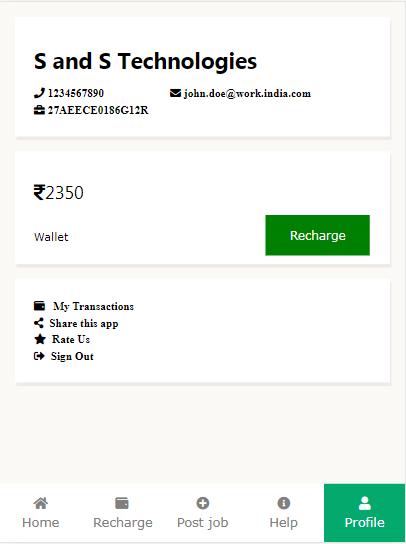 S and S Technologies
1234567890 john.doe@work.india.com
27AEECE0186G12R
₹2350
Wallet Recharge
My Transactions
Share this app
Rate Us
Sign Out
Home Recharge Post job Help Profile